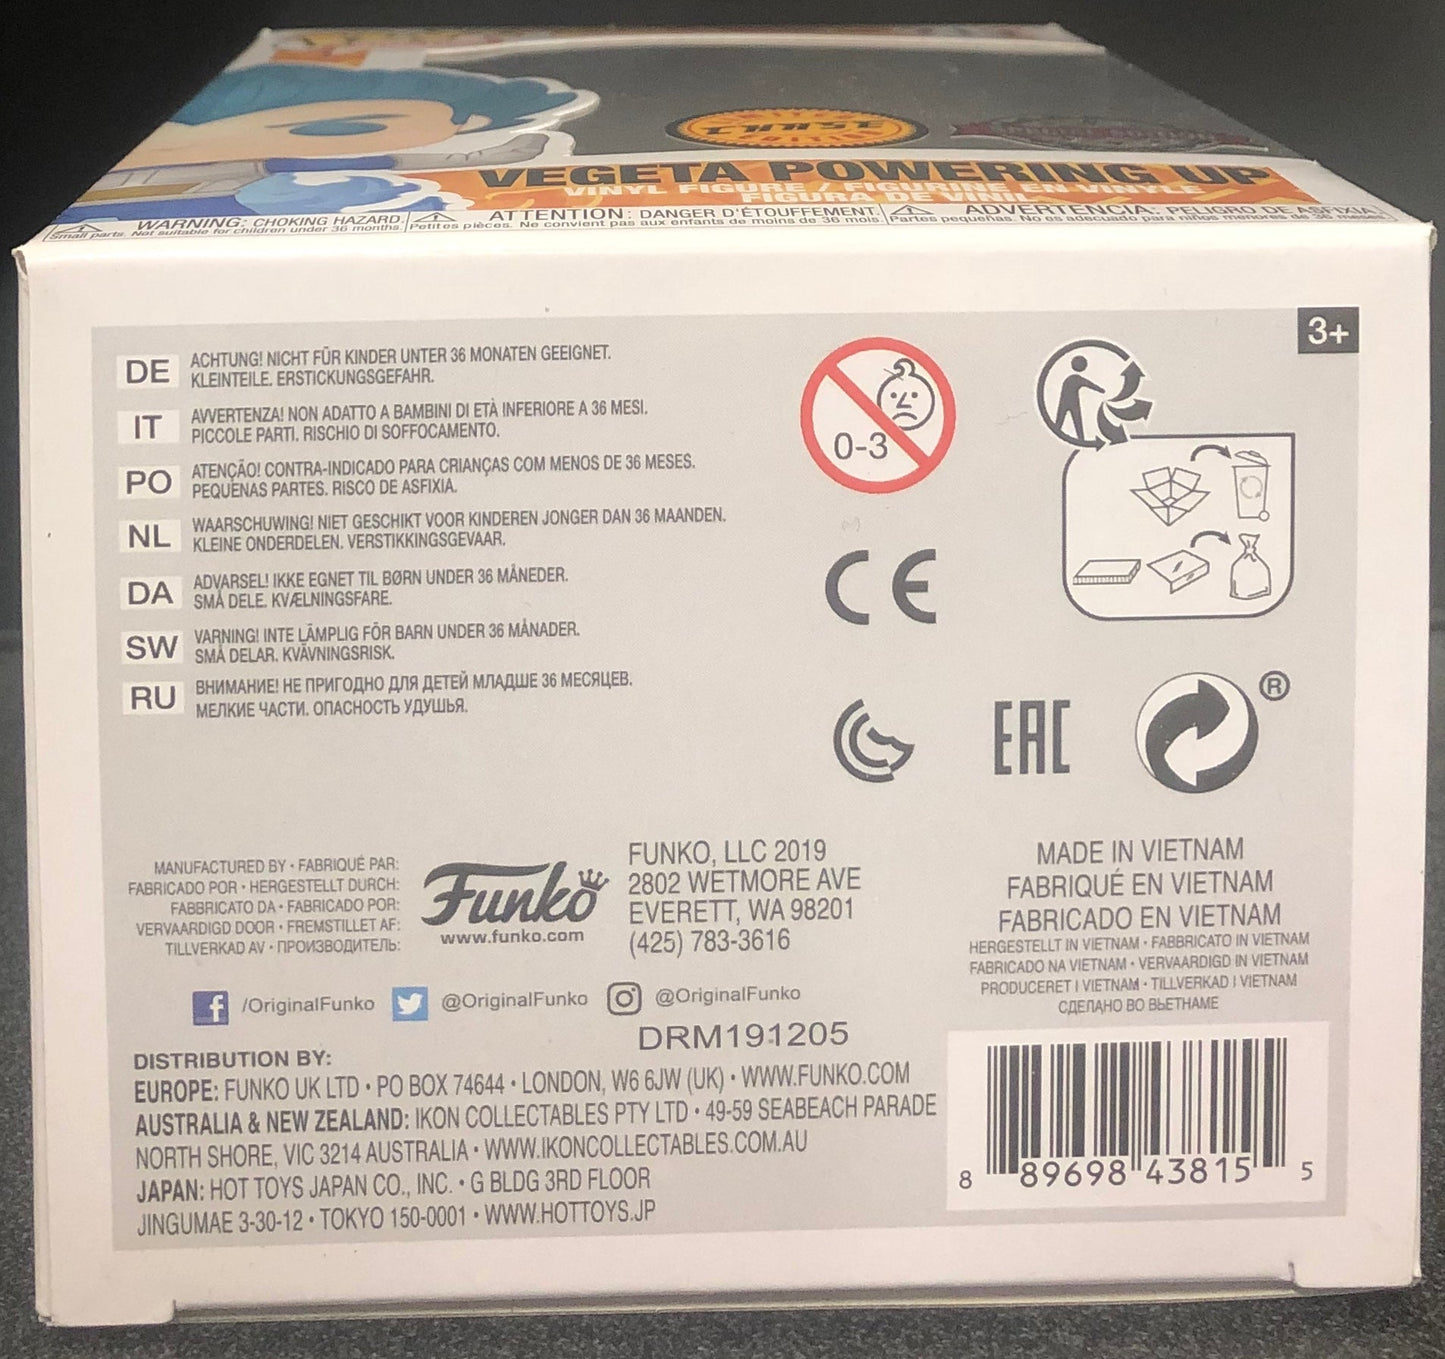 CHASE
VEGETA POWERING UP
VINYL FIGURE / FIGURINE EN VINYLE
FIGURA DE VINIL
WARNING: CHOKING HAZARD.
Small parts. Not suitable for children under 36 months.
ATTENTION: DANGER D'ÉTOUFFEMENT.
Petites pièces. Ne convient pas aux enfants de moins de 36 mois.
ADVERTENCIA: PELIGRO DE ASFIXIA
Partes pequeñas. No es adecuado para niños menores de 36 meses
3+
DE
ACHTUNG! NICHT FÜR KINDER UNTER 36 MONATEN GEEIGNET.
KLEINTEILE. ERSTICKUNGSGEFAHR.
IT
AVVERTENZA! NON ADATTO A BAMBINI DI ETÀ INFERIORE A 36 MESI.
PICCOLE PARTI. RISCHIO DI SOFFOCAMENTO.
PO
ATENÇÃO! CONTRA-INDICADO PARA CRIANÇAS COM MENOS DE 36 MESES.
PEQUENAS PARTES. RISCO DE ASFIXIA.
NL
WAARSCHUWING! NIET GESCHIKT VOOR KINDEREN JONGER DAN 36 MAANDEN.
KLEINE ONDERDELEN. VERSTIKKINGSGEVAAR.
DA
ADVARSEL! IKKE EGNET TIL BØRN UNDER 36 MÅNEDER.
SMÅ DELE. KVÆLNINGSFARE.
SW
VARNING! INTE LÄMPLIG FÖR BARN UNDER 36 MÅNADER.
SMÅ DELAR. KVÄVNINGSRISK.
RU
ВНИМАНИЕ! НЕ ПРИГОДНО ДЛЯ ДЕТЕЙ МЛАДШЕ 36 МЕСЯЦЕВ.
МЕЛКИЕ ЧАСТИ. ОПАСНОСТЬ УДУШЬЯ.
0-3
CE
EAC
®
MANUFACTURED BY • FABRIQUÉ PAR:
FABRICADO POR • HERGESTELLT DURCH:
FABBRICATO DA • FABRICADO POR:
VERVAARDIGD DOOR • FREMSTILLET AF:
TILLVERKAD AV • ПРОИЗВОДИТЕЛЬ:
Funko
www.funko.com
FUNKO, LLC 2019
2802 WETMORE AVE
EVERETT, WA 98201
(425) 783-3616
MADE IN VIETNAM
FABRIQUÉ EN VIETNAM
FABRICADO EN VIETNAM
HERGESTELLT IN VIETNAM • FABBRICATO IN VIETNAM
FABRICADO NA VIETNAM • VERVAARDIGD IN VIETNAM
PRODUCERET I VIETNAM • TILLVERKAD I VIETNAM
СДЕЛАНО ВО ВЬЕТНАМЕ
f /OriginalFunko @OriginalFunko @OriginalFunko
DRM191205
DISTRIBUTION BY:
EUROPE: FUNKO UK LTD • PO BOX 74644 • LONDON, W6 6JW (UK) • WWW.FUNKO.COM
AUSTRALIA & NEW ZEALAND: IKON COLLECTABLES PTY LTD • 49-59 SEABEACH PARADE
NORTH SHORE, VIC 3214 AUSTRALIA • WWW.IKONCOLLECTABLES.COM.AU
JAPAN: HOT TOYS JAPAN CO., INC. • G BLDG 3RD FLOOR
JINGUMAE 3-30-12 • TOKYO 150-0001 • WWW.HOTTOYS.JP
8 89698 43815 5